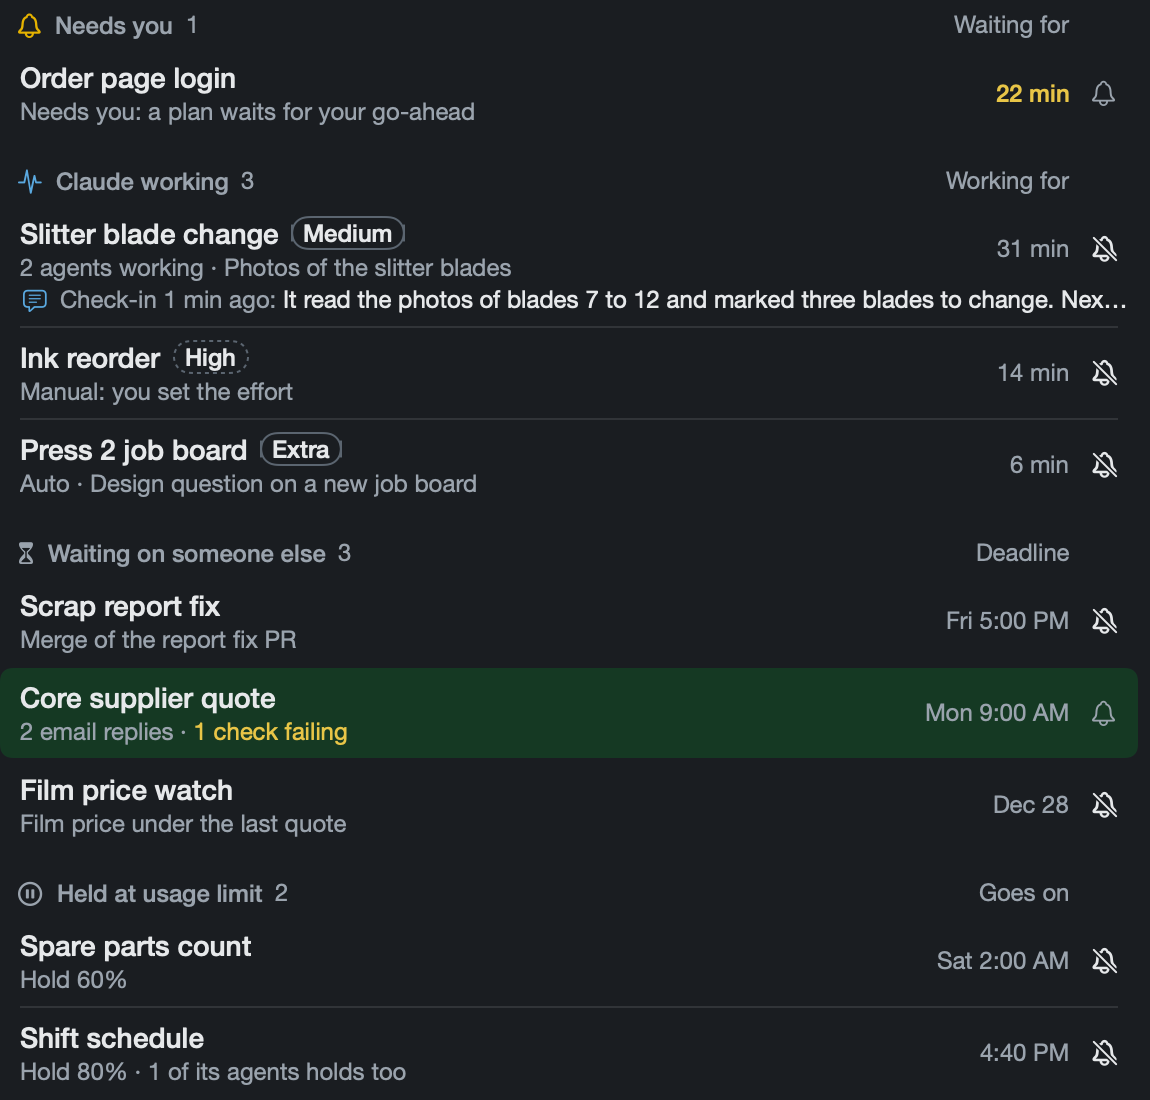 Needs you 1 Waiting for
Order page login
Needs you: a plan waits for your go-ahead
22 min
Claude working 3 Working for
Slitter blade change Medium
2 agents working · Photos of the slitter blades
31 min
Check-in 1 min ago: It read the photos of blades 7 to 12 and marked three blades to change. Nex…
Ink reorder High
Manual: you set the effort
14 min
Press 2 job board Extra
Auto · Design question on a new job board
6 min
Waiting on someone else 3 Deadline
Scrap report fix
Merge of the report fix PR
Fri 5:00 PM
Core supplier quote
2 email replies · 1 check failing
Mon 9:00 AM
Film price watch
Film price under the last quote
Dec 28
Held at usage limit 2 Goes on
Spare parts count
Hold 60%
Sat 2:00 AM
Shift schedule
Hold 80% · 1 of its agents holds too
4:40 PM